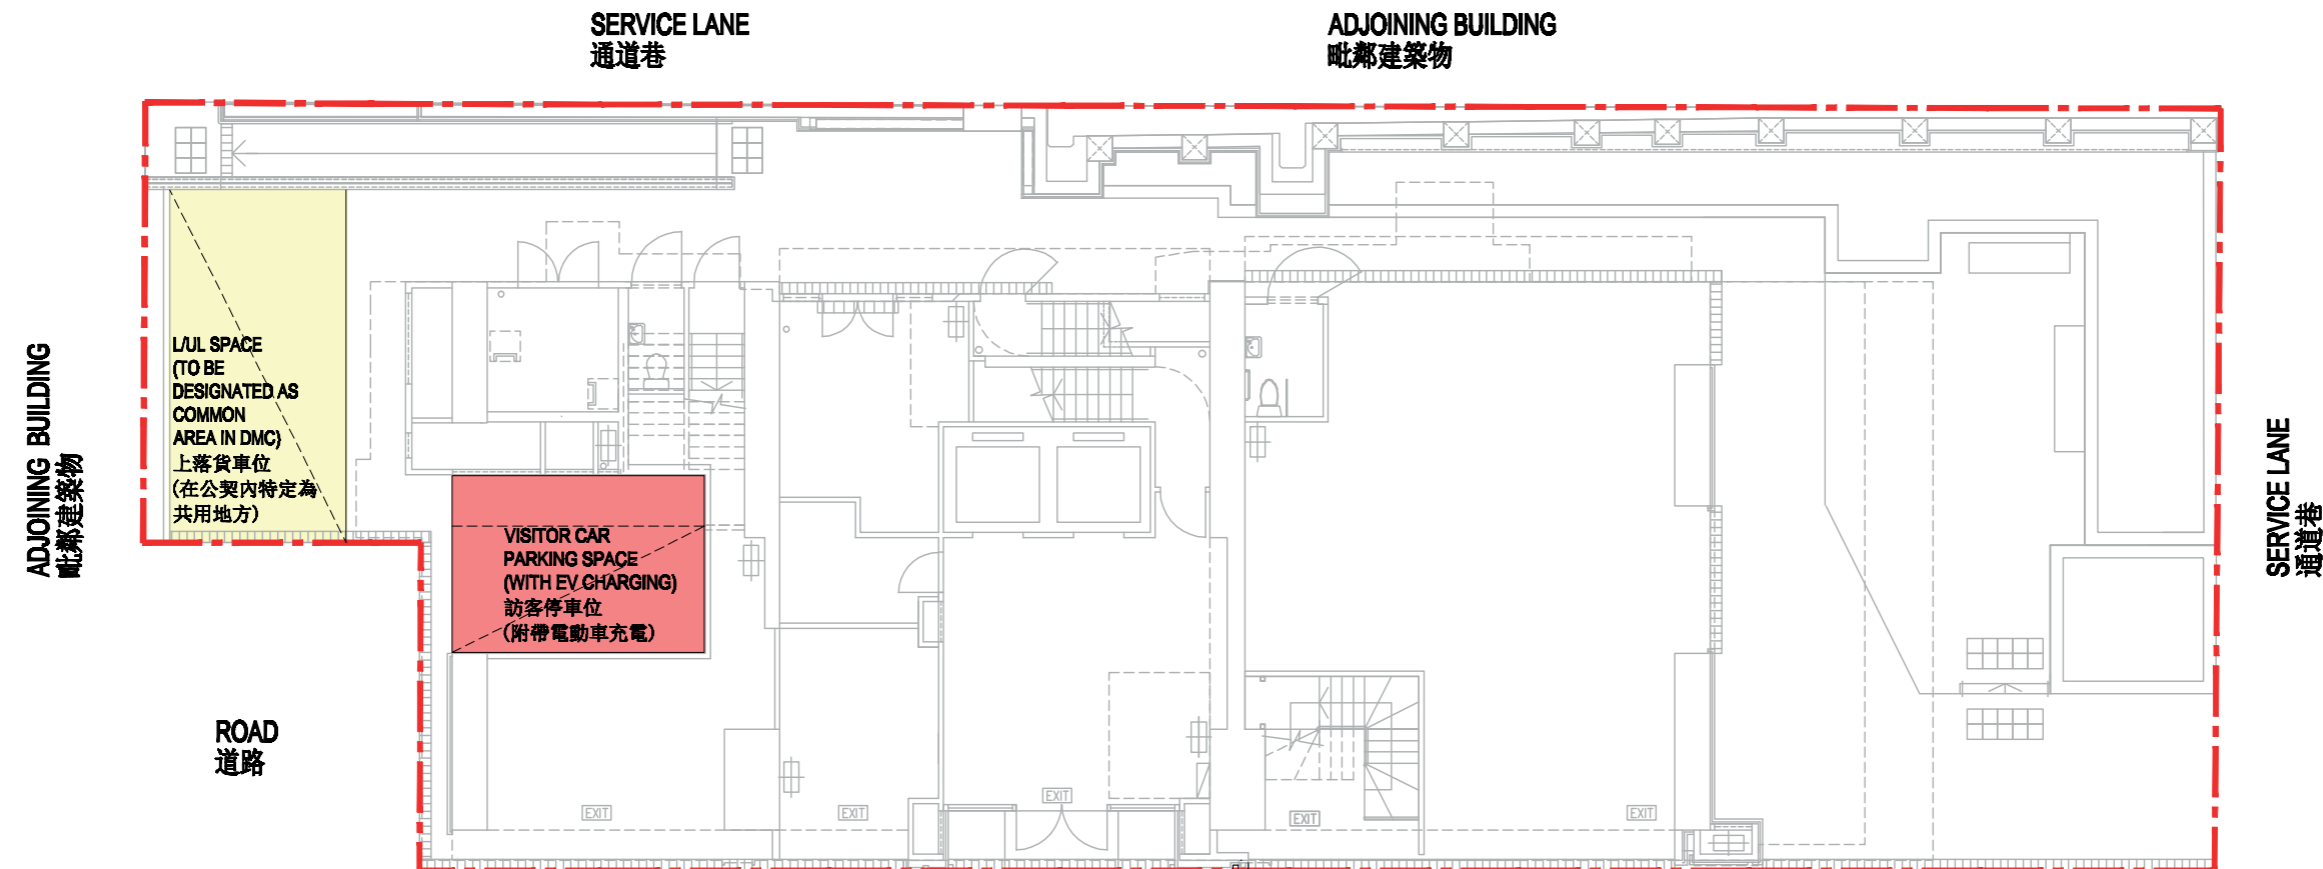 SERVICE LANE
通道巷
ADJOINING BUILDING
毗鄰建築物
ADJOINING BUILDING
毗鄰建築物
L/UL SPACE
(TO BE
DESIGNATED AS
COMMON
AREA IN DMC)
上落貨車位
(在公契內特定為
共用地方)
VISITOR CAR
PARKING SPACE
(WITH EV CHARGING)
訪客停車位
(附帶電動車充電)
SERVICE LANE
通道巷
ROAD
道路
EXIT
EXIT
EXIT
EXIT
EXIT